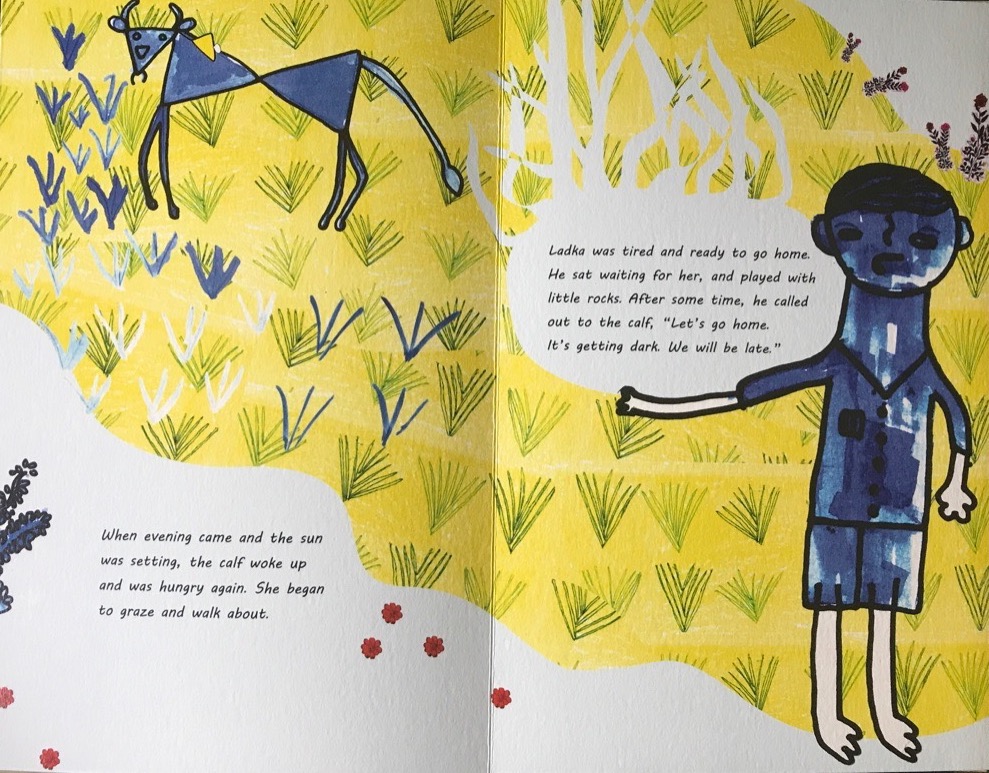 When evening came and the sun
was setting, the calf woke up
and was hungry again. She began
to graze and walk about.
Ladka was tired and ready to go home.
He sat waiting for her, and played with
little rocks. After some time, he called
out to the calf, “Let’s go home.
It’s getting dark. We will be late.”